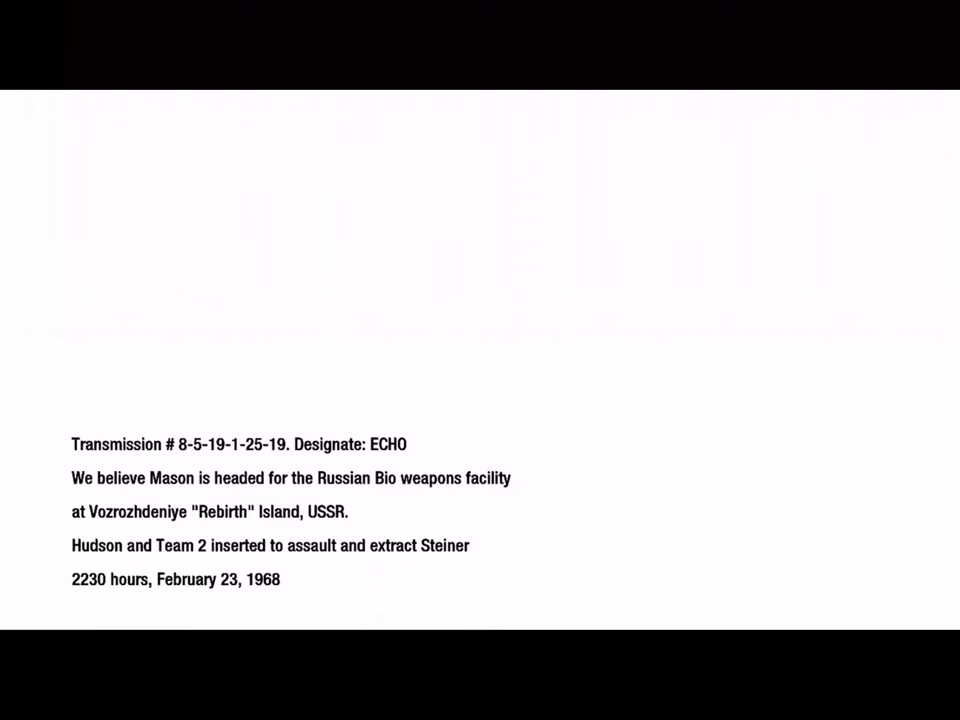 Transmission # 8-5-19-1-25-19. Designate: ECHO
We believe Mason is headed for the Russian Bio weapons facility
at Vozrozhdeniye "Rebirth" Island, USSR.
Hudson and Team 2 inserted to assault and extract Steiner
2230 hours, February 23, 1968